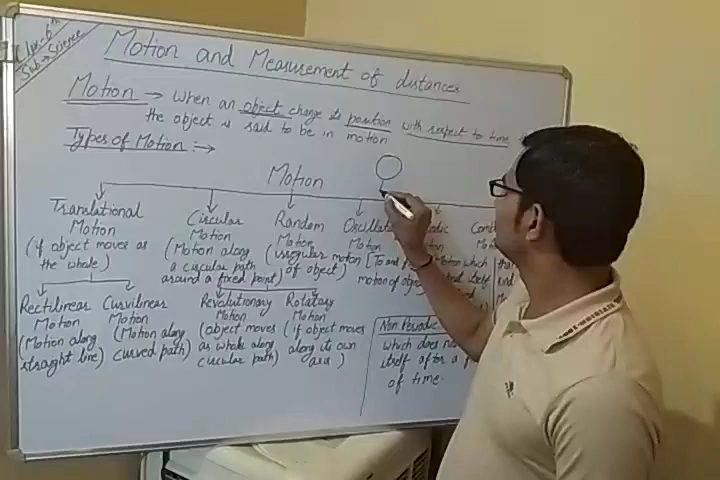 Class-6th
Sub → Science
Motion and Measurement of distances
Motion → When an object change its position with respect to time
the object is said to be in motion
Types of Motion :→
Motion
Translational
Motion
(if object moves as
the whole)
Circular
Motion
(Motion along
a circular path
around a fixed point)
Random
Motion
(irregular motion
of object)
Motion
[To and
motion of
Motion which
itself
Rectilinear
Motion
(Motion along
straight line)
Curvilinear
Motion
(Motion along
curved path)
Revolutionary
Motion
(object moves
as whole along
circular path)
Rotatary
Motion
(if object moves
along its own
axis)
Non Periodic
which does
itself after a
of time.